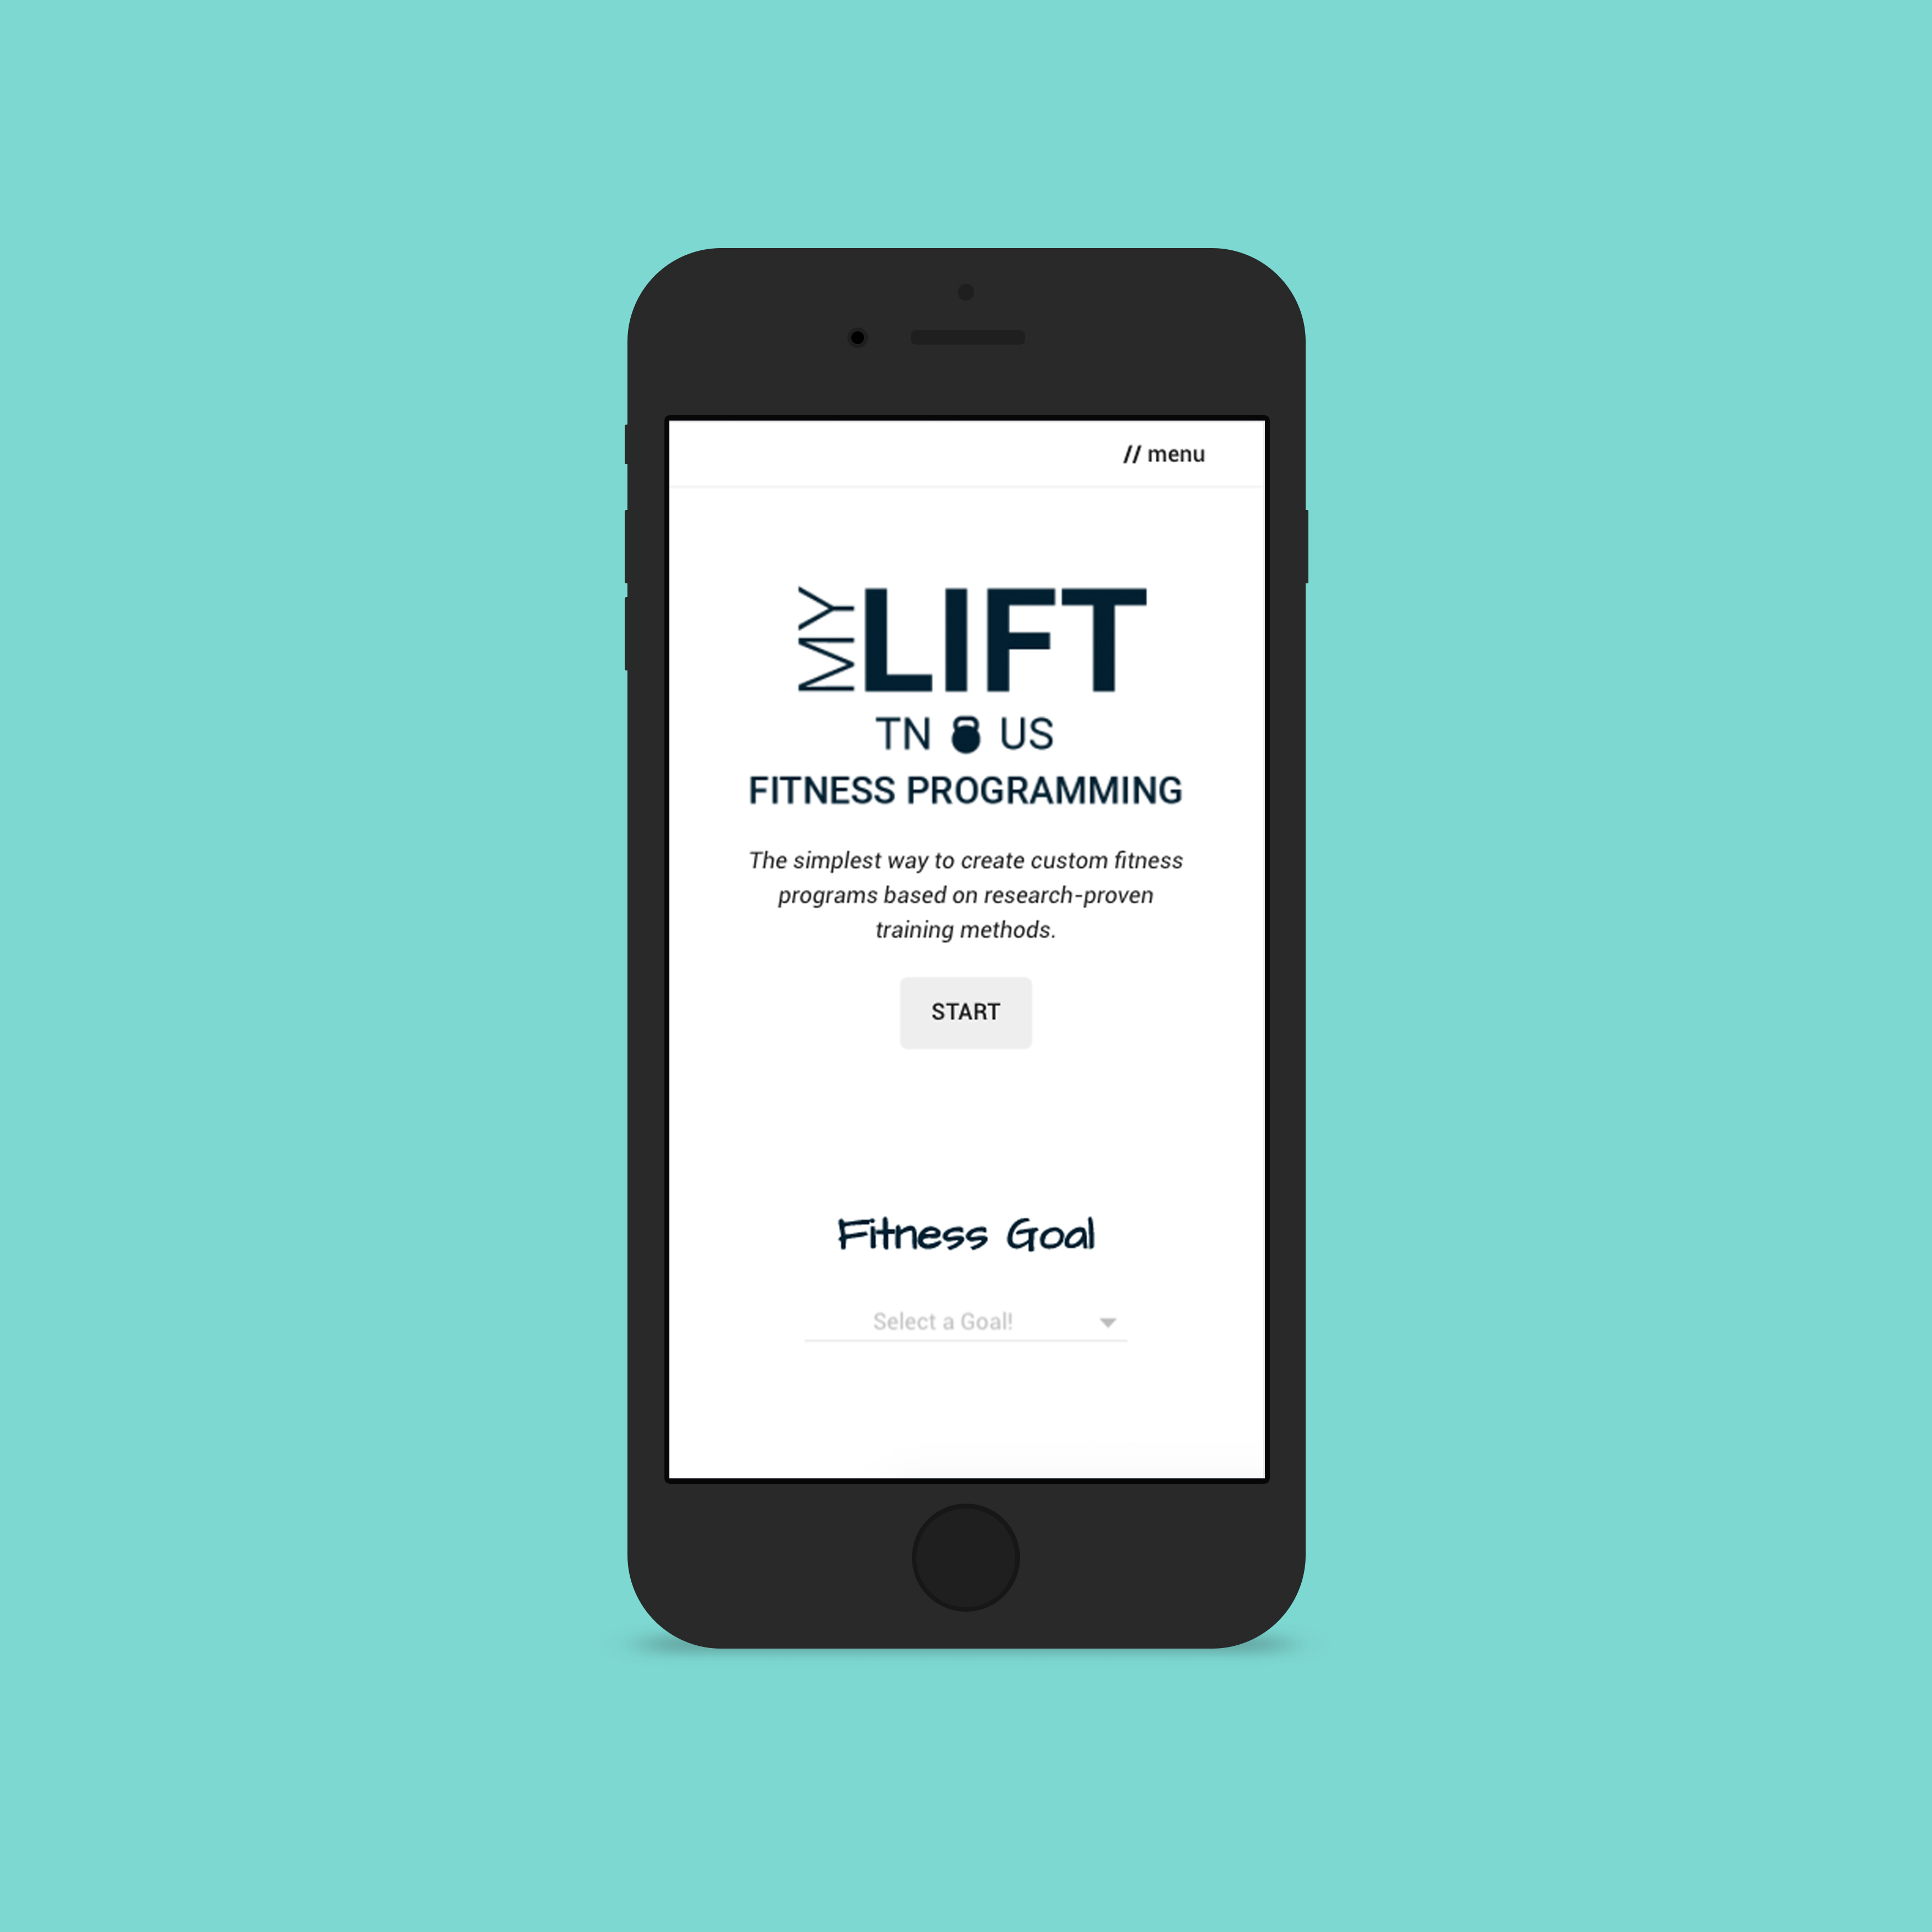 // menu
MY LIFT
TN US
FITNESS PROGRAMMING
The simplest way to create custom fitness
programs based on research-proven
training methods.
START
Fitness Goal
Select a Goal!